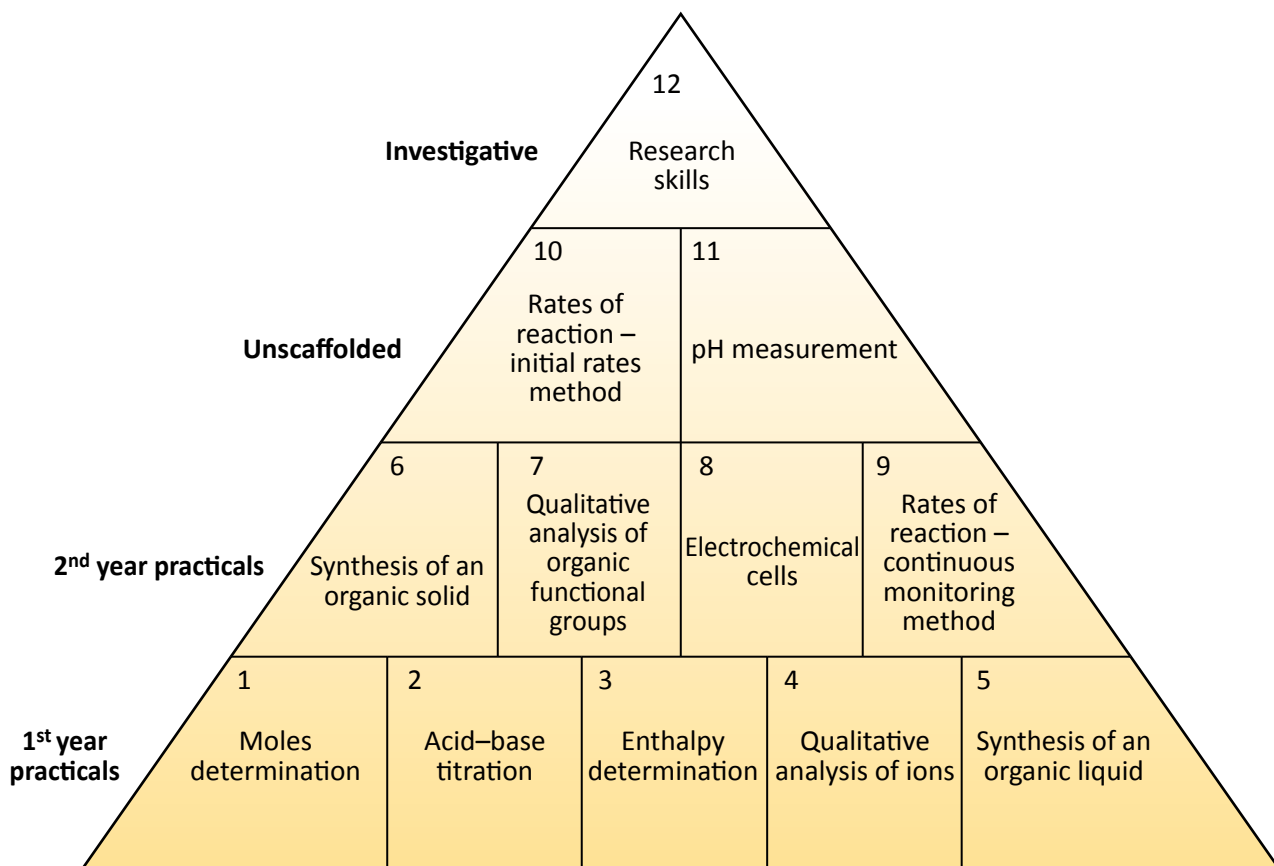 12
Investigative
Research
skills
10
11
Unscaffolded
Rates of
reaction –
initial rates
method
pH measurement
6
7
8
9
2nd year practicals
Synthesis of an
organic solid
Qualitative
analysis of
organic
functional
groups
Electrochemical
cells
Rates of
reaction –
continuous
monitoring
method
1
2
3
4
5
1st year
practicals
Moles
determination
Acid–base
titration
Enthalpy
determination
Qualitative
analysis of ions
Synthesis of an
organic liquid